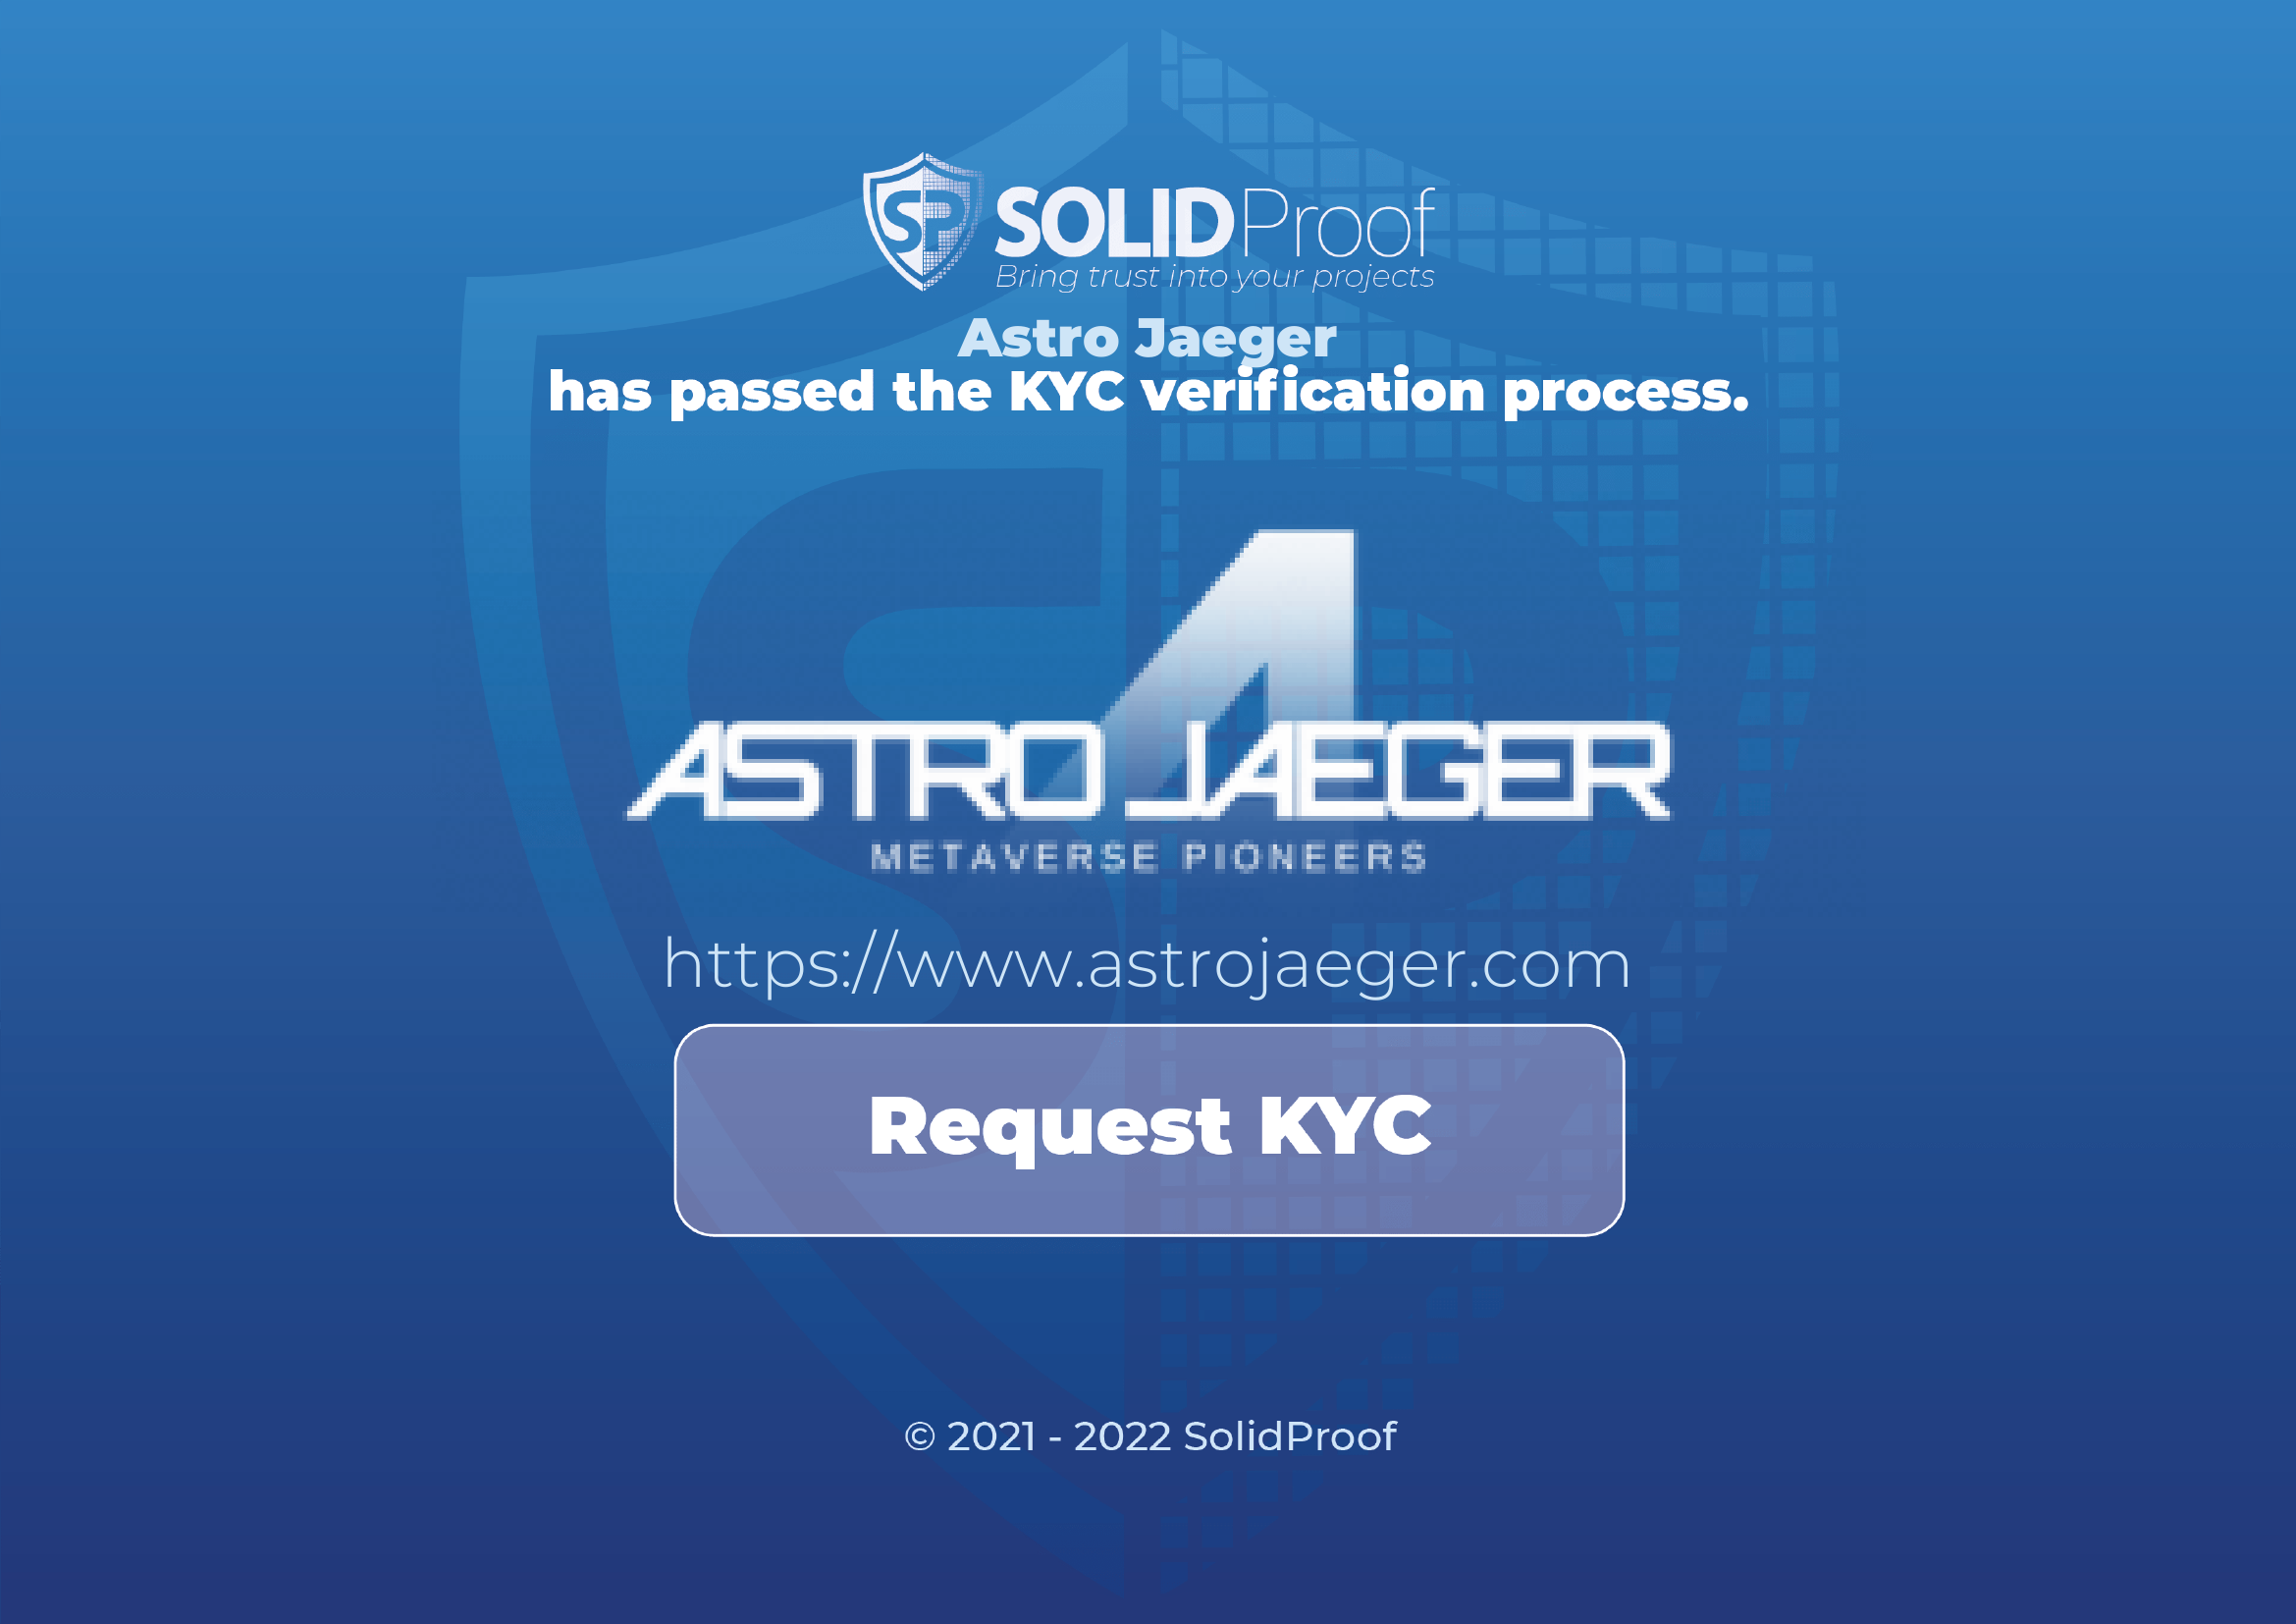 SP SOLIDProof
Bring trust into your projects
Astro Jaeger
has passed the KYC verification process.
ASTRO JAEGER
METAVERSE PIONEERS
https://www.astrojaeger.com
Request KYC
© 2021 - 2022 SolidProof